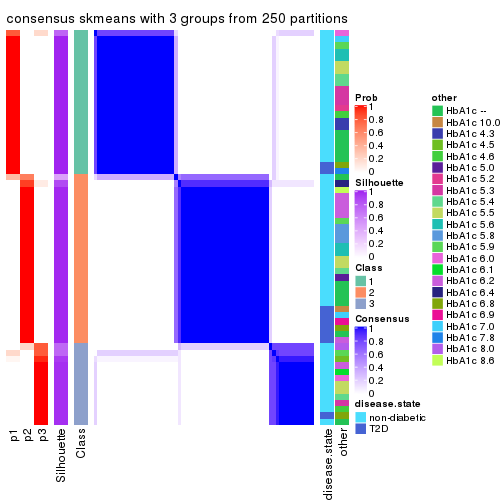 consensus skmeans with 3 groups from 250 partitions
p1
p2
p3
Silhouette
Class
disease.state
other
Prob
1
0.8
0.6
0.4
0.2
0
Silhouette
1
0.8
0.6
0.4
0.2
0
Class
1
2
3
Consensus
1
0.8
0.6
0.4
0.2
0
disease.state
non-diabetic
T2D
other
HbA1c --
HbA1c 10.0
HbA1c 4.3
HbA1c 4.5
HbA1c 4.6
HbA1c 5.0
HbA1c 5.2
HbA1c 5.3
HbA1c 5.4
HbA1c 5.5
HbA1c 5.6
HbA1c 5.8
HbA1c 5.9
HbA1c 6.0
HbA1c 6.1
HbA1c 6.2
HbA1c 6.4
HbA1c 6.8
HbA1c 6.9
HbA1c 7.0
HbA1c 7.8
HbA1c 8.0
HbA1c 8.6